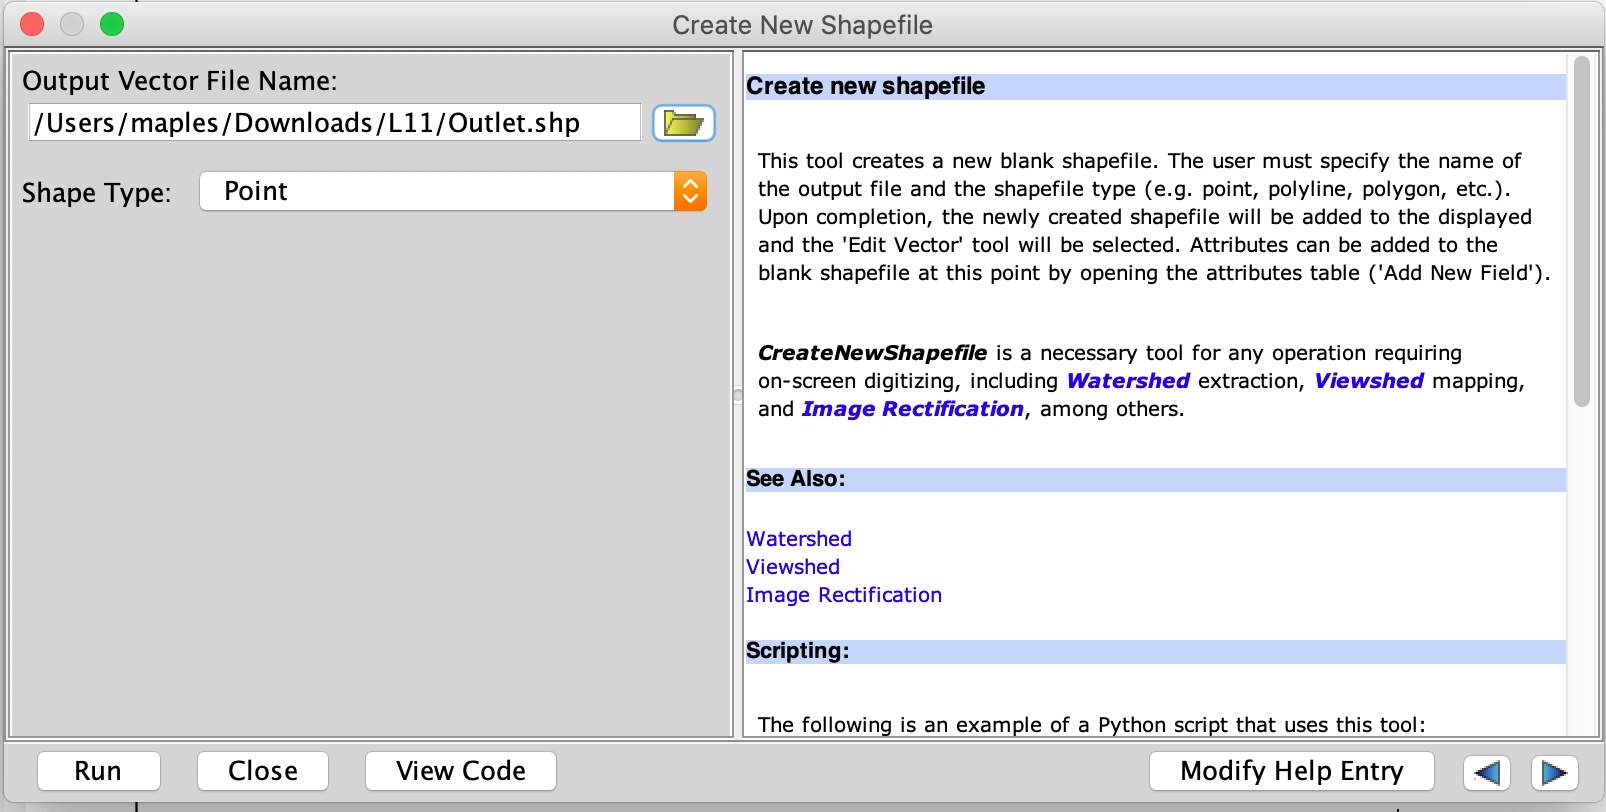 Create New Shapefile
Output Vector File Name:
/Users/maples/Downloads/L11/Outlet.shp
Shape Type:
Point
Create new shapefile
This tool creates a new blank shapefile. The user must specify the name of
the output file and the shapefile type (e.g. point, polyline, polygon, etc.).
Upon completion, the newly created shapefile will be added to the displayed
and the 'Edit Vector' tool will be selected. Attributes can be added to the
blank shapefile at this point by opening the attributes table ('Add New Field').
CreateNewShapefile is a necessary tool for any operation requiring
on-screen digitizing, including Watershed extraction, Viewshed mapping,
and Image Rectification, among others.
See Also:
Watershed
Viewshed
Image Rectification
Scripting:
The following is an example of a Python script that uses this tool:
Run
Close
View Code
Modify Help Entry